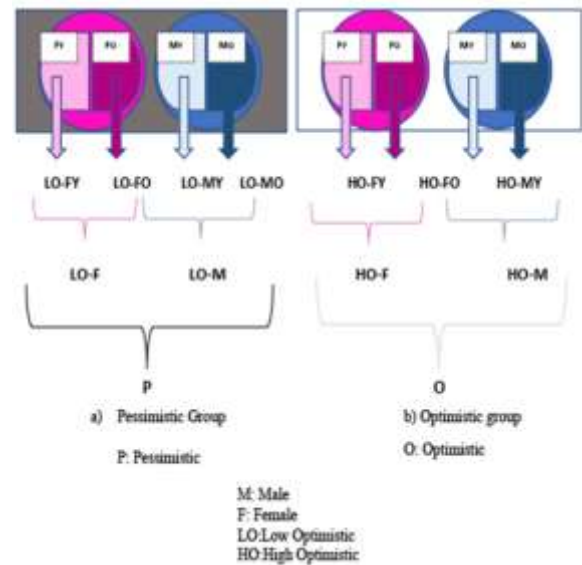 FY FO MY MO FY FO MY MO
LO-FY LO-FO LO-MY LO-MO HO-FY HO-FO HO-MY
LO-F LO-M HO-F HO-M
P O
a) Pessimistic Group b) Optimistic group
P: Pessimistic O: Optimistic
M: Male
F: Female
LO:Low Optimistic
HO:High Optimistic